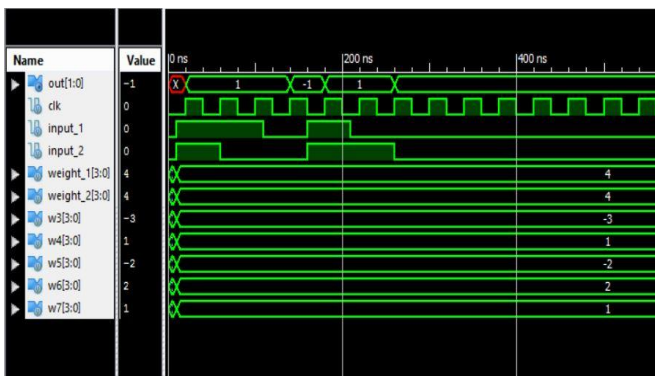 Name Value 0 ns 200 ns 400 ns
out[1:0] -1 X 1 -1 1
clk 0
input_1 0
input_2 0
weight_1[3:0] 4 4
weight_2[3:0] 4 4
w3[3:0] -3 -3
w4[3:0] 1 1
w5[3:0] -2 -2
w6[3:0] 2 2
w7[3:0] 1 1